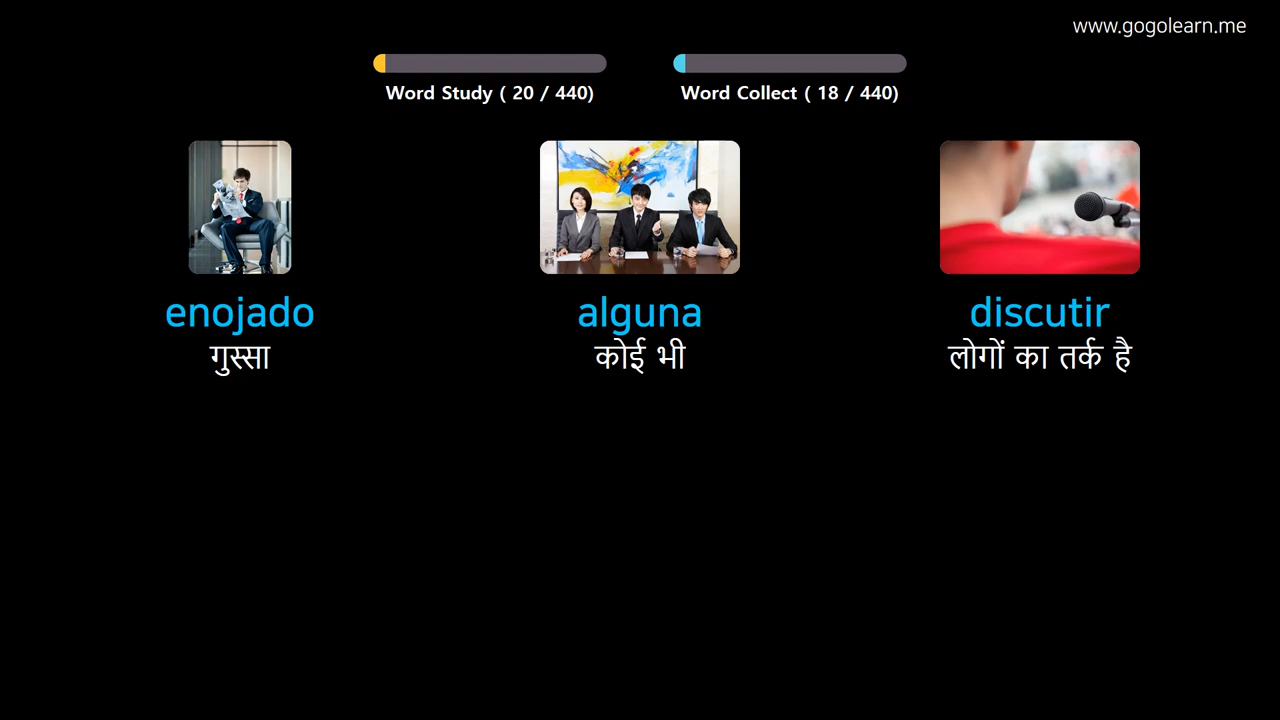 www.gogolearn.me
Word Study ( 20 / 440)
Word Collect ( 18 / 440)
enojado
गुस्सा
alguna
कोई भी
discutir
लोगों का तर्क है